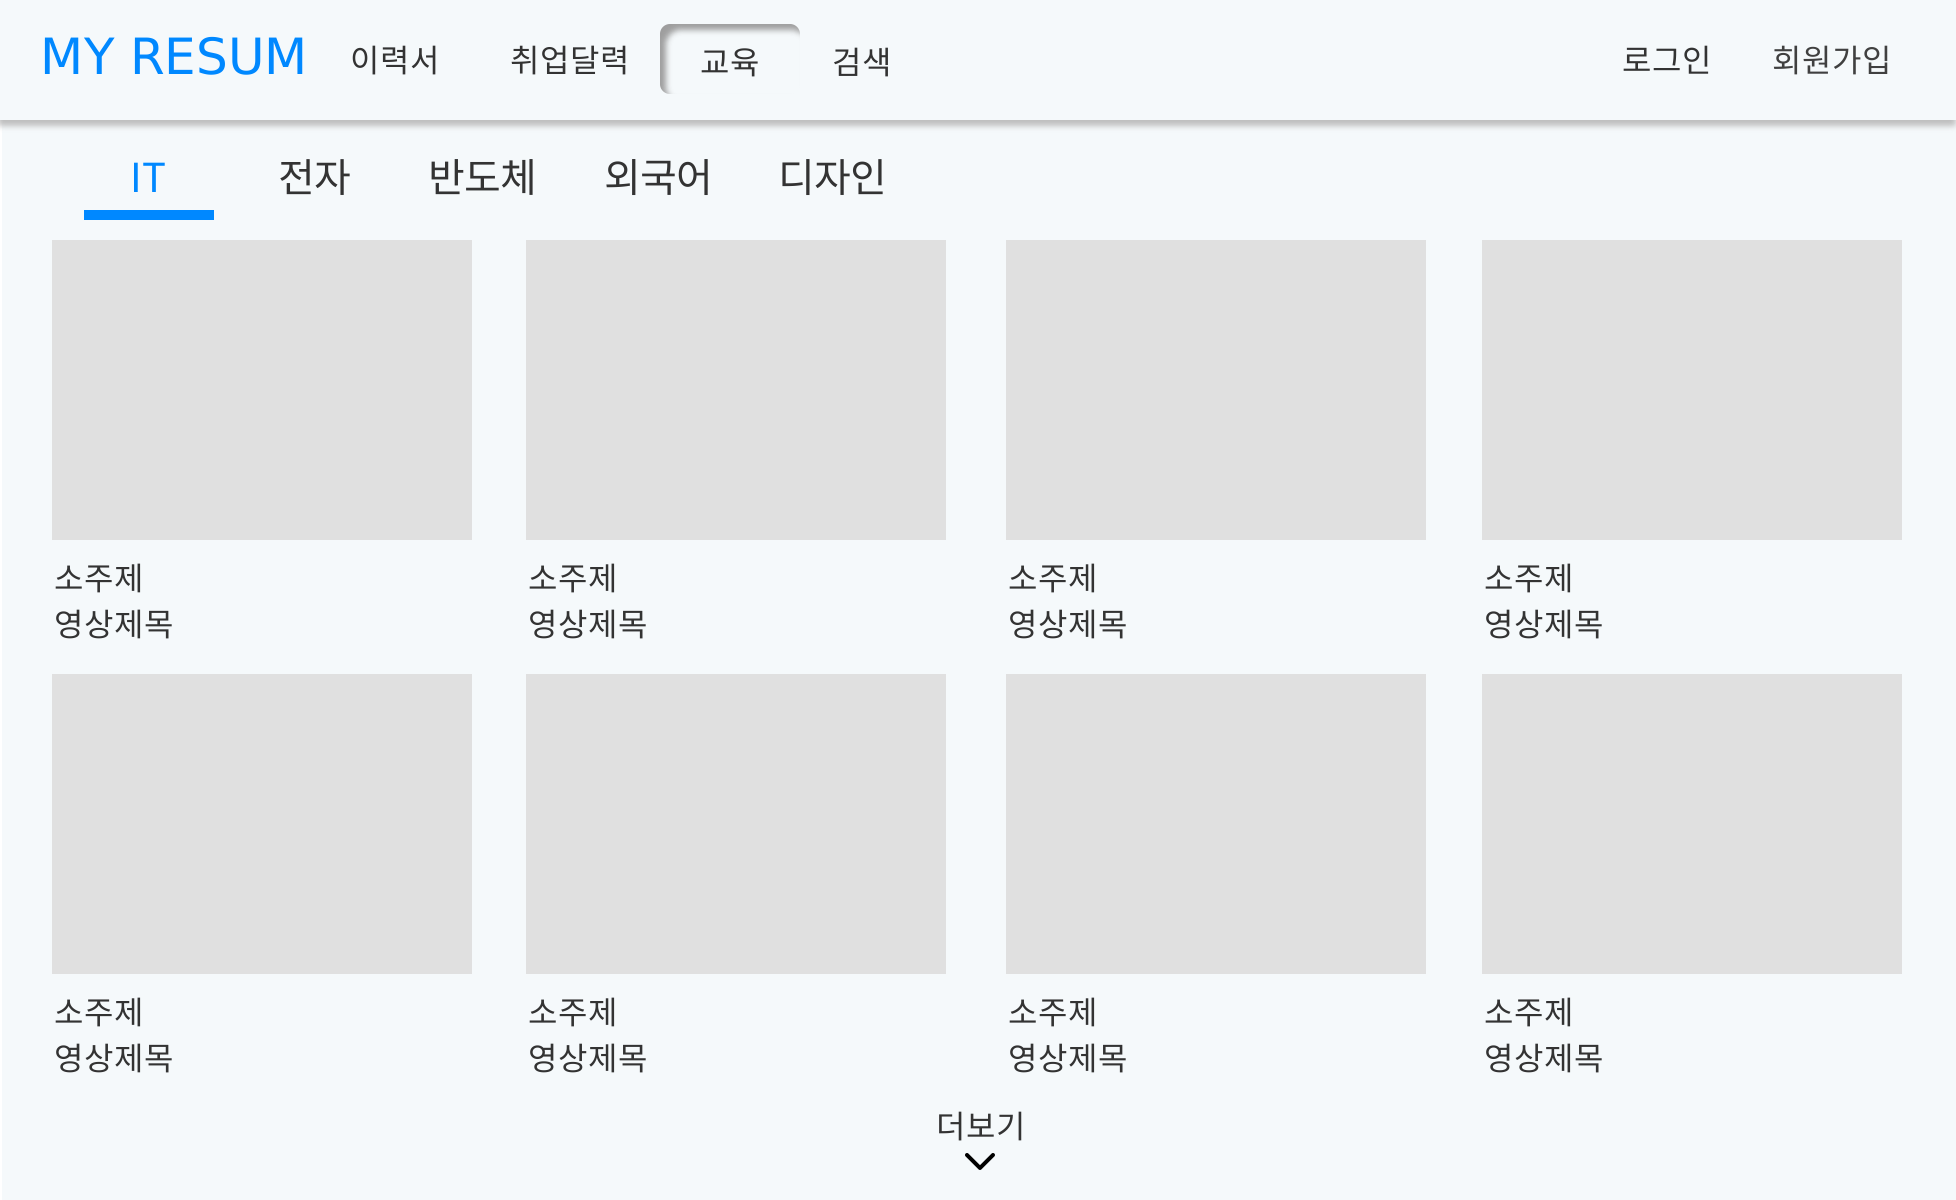 MY RESUM 이력서 취업달력 교육 검색 로그인 회원가입
IT 전자 반도체 외국어 디자인
소주제 소주제 소주제 소주제
영상제목 영상제목 영상제목 영상제목
소주제 소주제 소주제 소주제
영상제목 영상제목 영상제목 영상제목
더보기